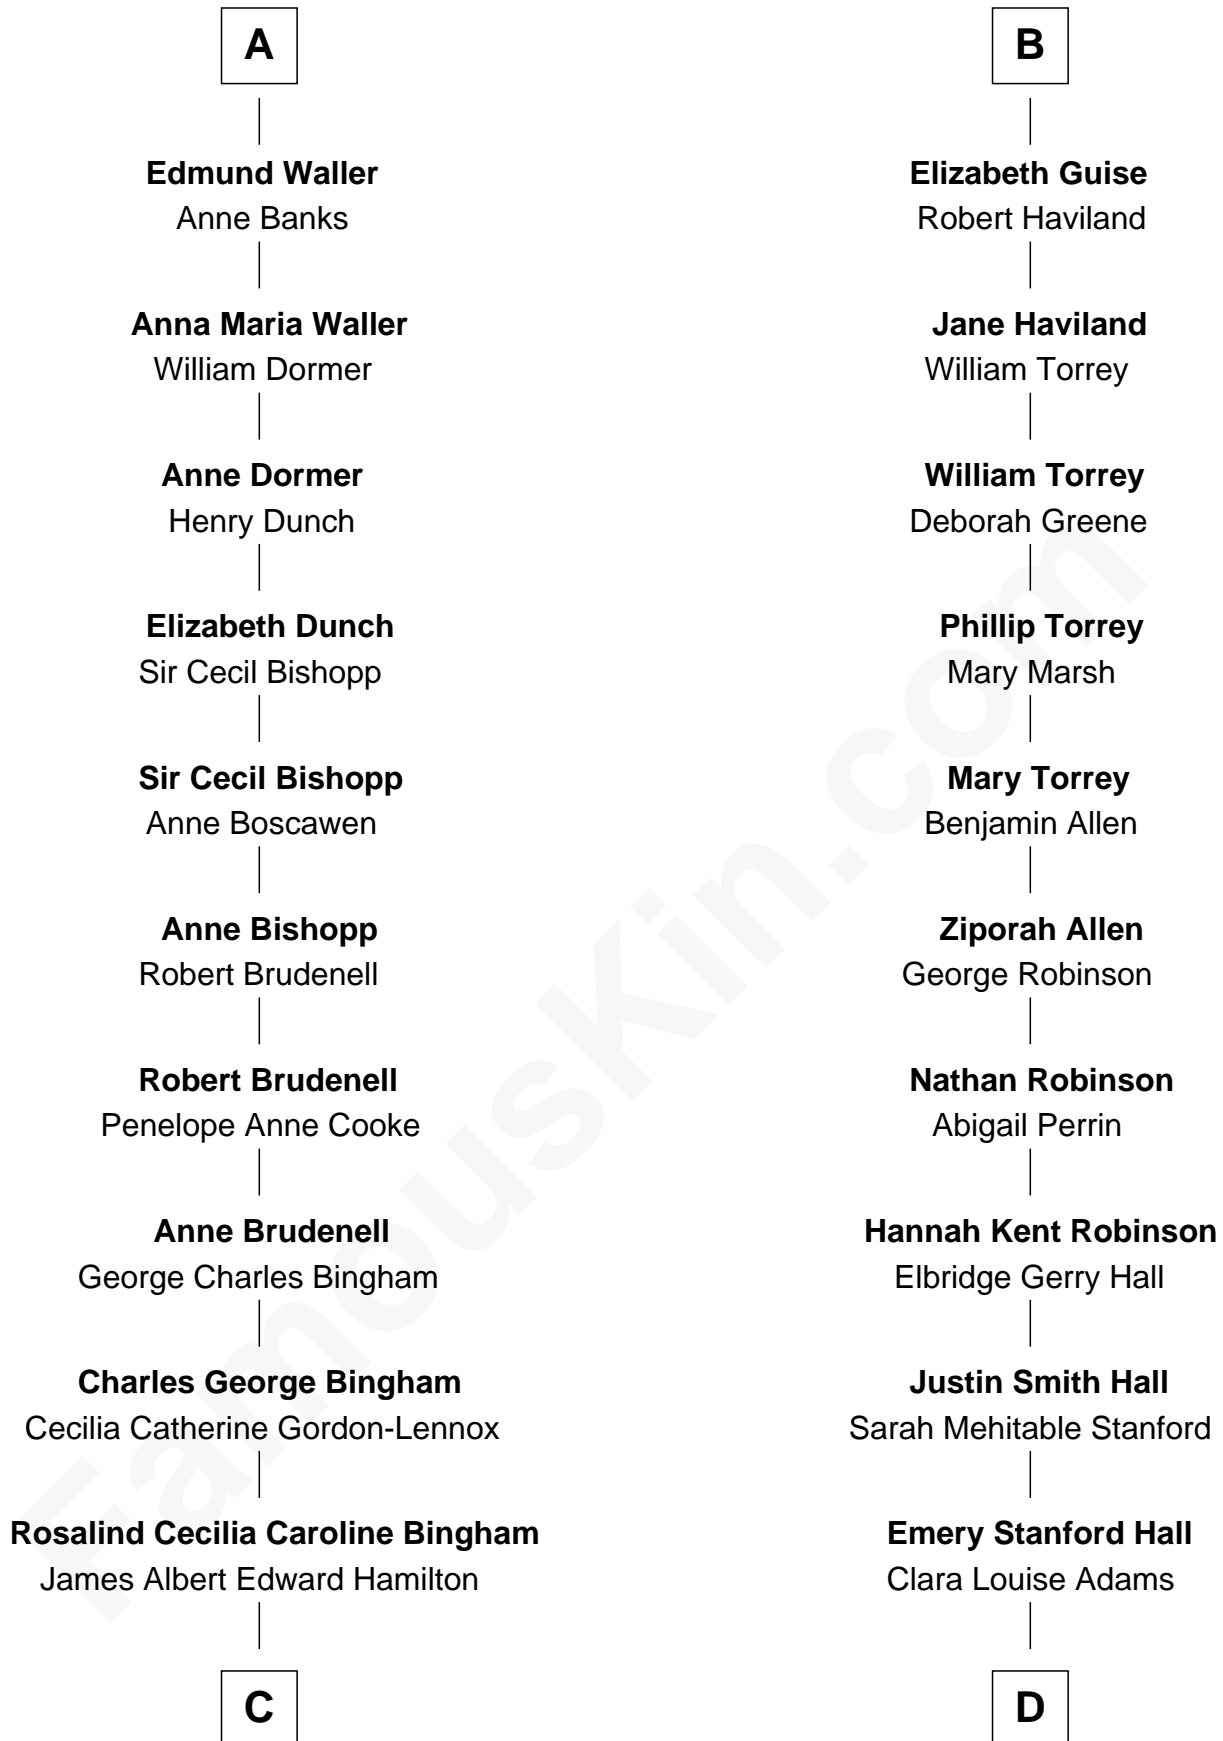 A
Edmund Waller
Anne Banks
Anna Maria Waller
William Dormer
Anne Dormer
Henry Dunch
Elizabeth Dunch
Sir Cecil Bishopp
Sir Cecil Bishopp
Anne Boscawen
Anne Bishopp
Robert Brudenell
Robert Brudenell
Penelope Anne Cooke
Anne Brudenell
George Charles Bingham
Charles George Bingham
Cecilia Catherine Gordon-Lennox
Rosalind Cecilia Caroline Bingham
James Albert Edward Hamilton
C
B
Elizabeth Guise
Robert Haviland
Jane Haviland
William Torrey
William Torrey
Deborah Greene
Phillip Torrey
Mary Marsh
Mary Torrey
Benjamin Allen
Ziporah Allen
George Robinson
Nathan Robinson
Abigail Perrin
Hannah Kent Robinson
Elbridge Gerry Hall
Justin Smith Hall
Sarah Mehitable Stanford
Emery Stanford Hall
Clara Louise Adams
D
FamousKin.com